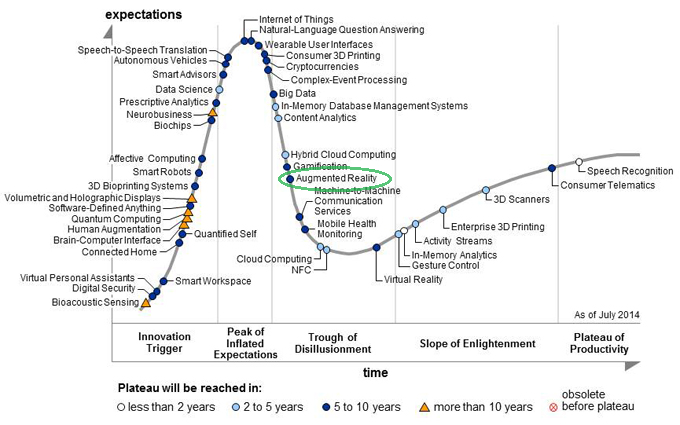 expectations
Internet of Things
Natural-Language Question Answering
Wearable User Interfaces
Consumer 3D Printing
Cryptocurrencies
Complex-Event Processing
Speech-to-Speech Translation
Autonomous Vehicles
Smart Advisors
Data Science
Prescriptive Analytics
Neurobusiness
Biochips
Big Data
In-Memory Database Management Systems
Content Analytics
Hybrid Cloud Computing
Gamification
Augmented Reality
Machine-to-Machine
Communication
Services
Mobile Health
Monitoring
Affective Computing
Smart Robots
3D Bioprinting Systems
Volumetric and Holographic Displays
Software-Defined Anything
Quantum Computing
Human Augmentation
Brain-Computer Interface
Connected Home
Quantified Self
Virtual Personal Assistants
Digital Security
Bioacoustic Sensing
Smart Workspace
Cloud Computing
NFC
Virtual Reality
Gesture Control
In-Memory Analytics
Activity Streams
Enterprise 3D Printing
3D Scanners
Consumer Telematics
Speech Recognition
As of July 2014
Innovation
Trigger
Peak of
Inflated
Expectations
Trough of
Disillusionment
Slope of Enlightenment
Plateau of
Productivity
time
Plateau will be reached in:
less than 2 years
2 to 5 years
5 to 10 years
more than 10 years
obsolete
before plateau